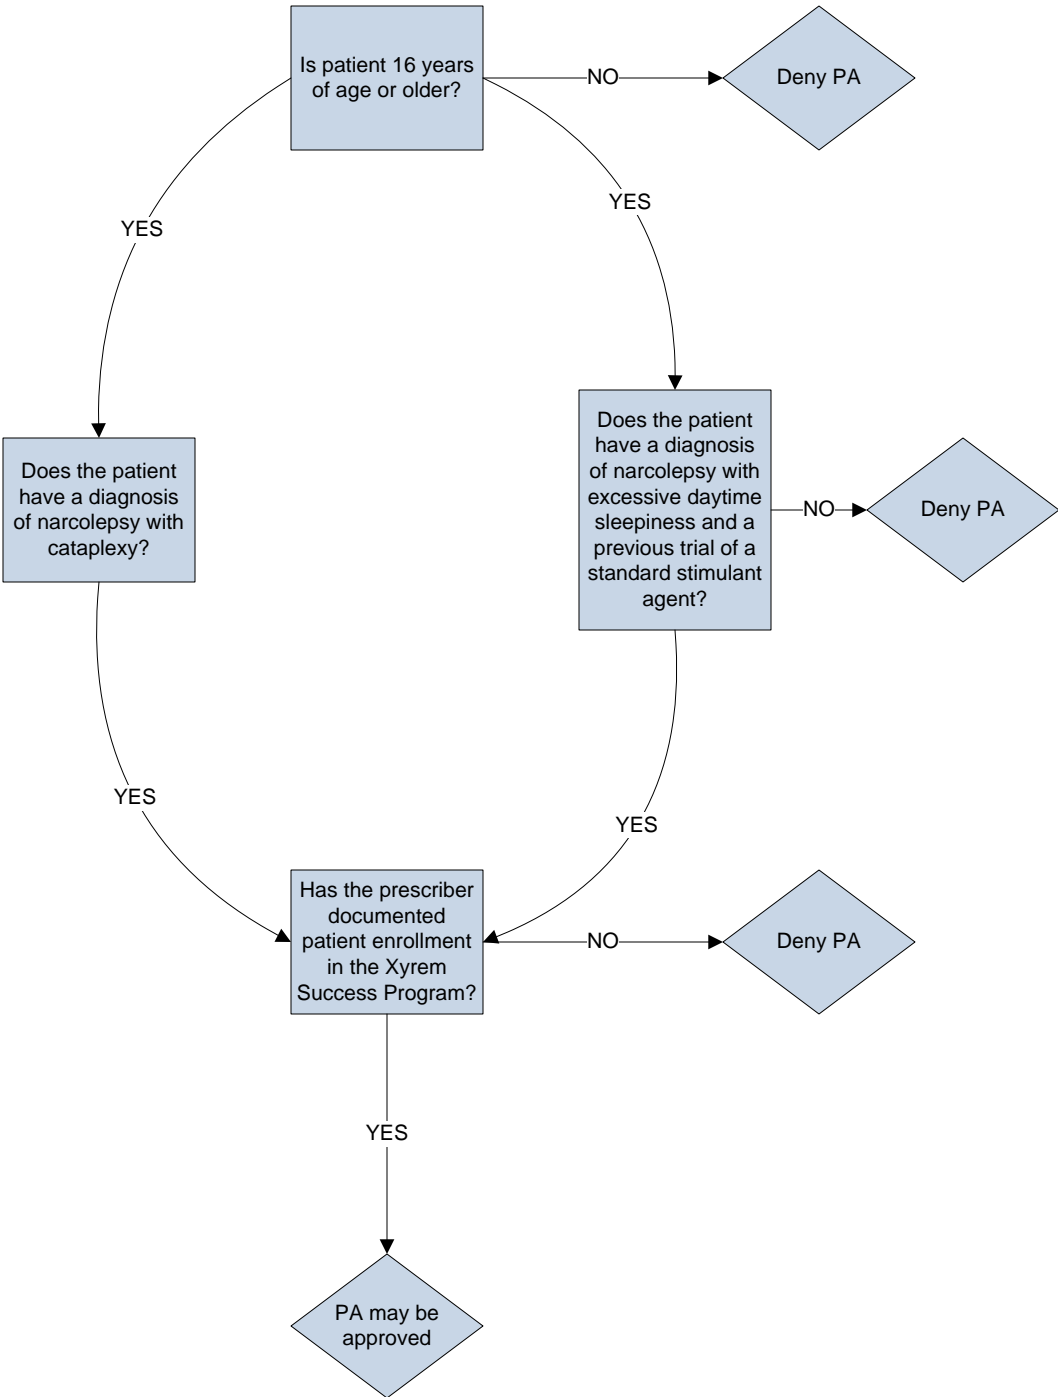 Is patient 16 years
of age or older?
NO
Deny PA
YES
YES
Does the patient
have a diagnosis
of narcolepsy with
cataplexy?
Does the patient
have a diagnosis
of narcolepsy with
excessive daytime
sleepiness and a
previous trial of a
standard stimulant
agent?
NO
Deny PA
YES
YES
Has the prescriber
documented
patient enrollment
in the Xyrem
Success Program?
NO
Deny PA
YES
PA may be
approved